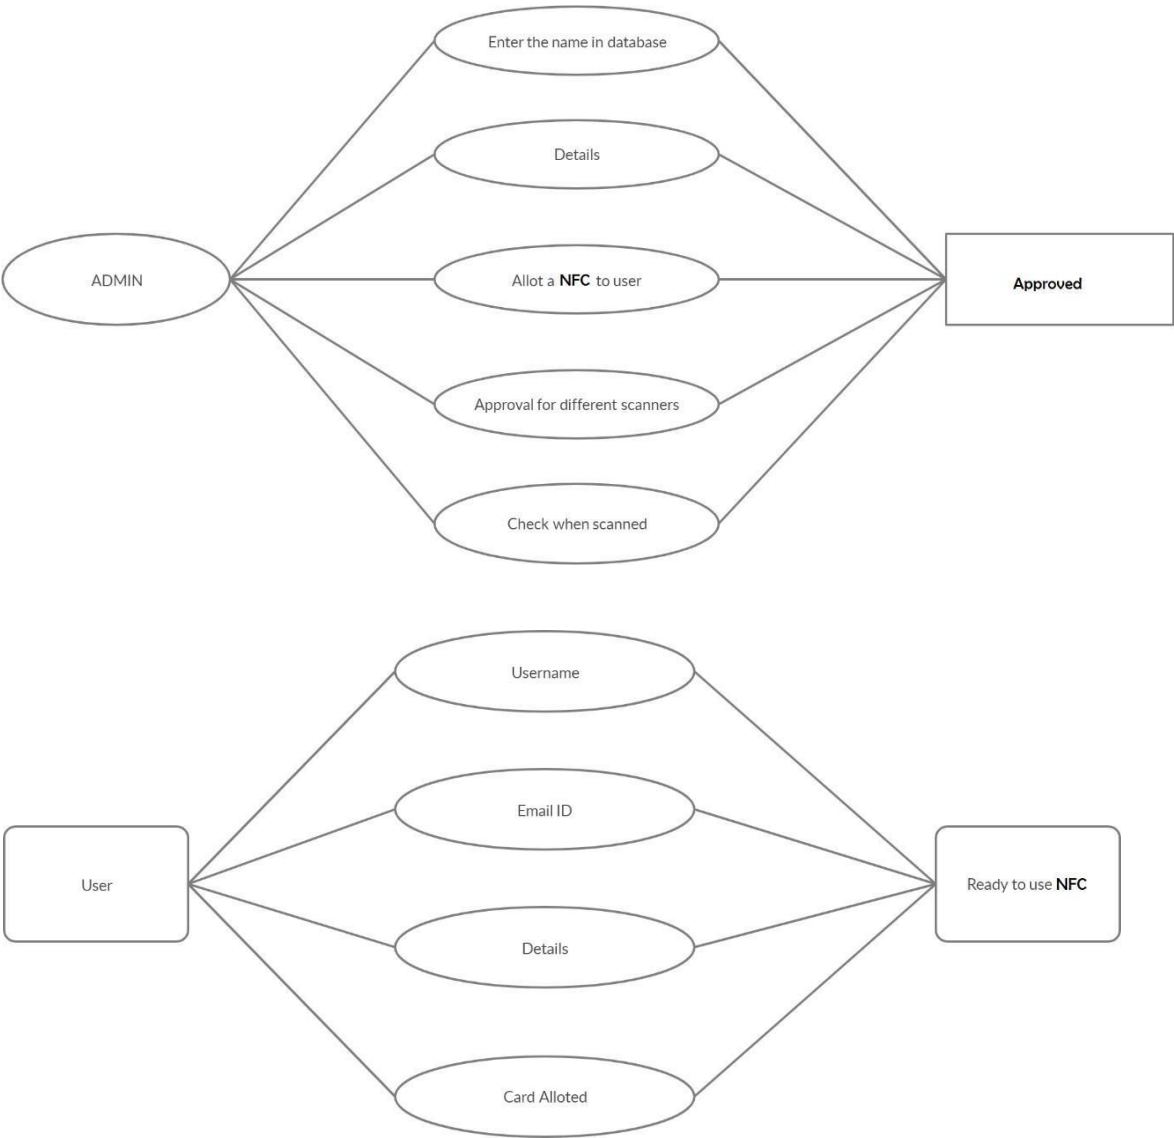 Enter the name in database
Details
ADMIN
Allot a NFC to user
Approved
Approval for different scanners
Check when scanned
Username
Email ID
User
Ready to use NFC
Details
Card Alloted